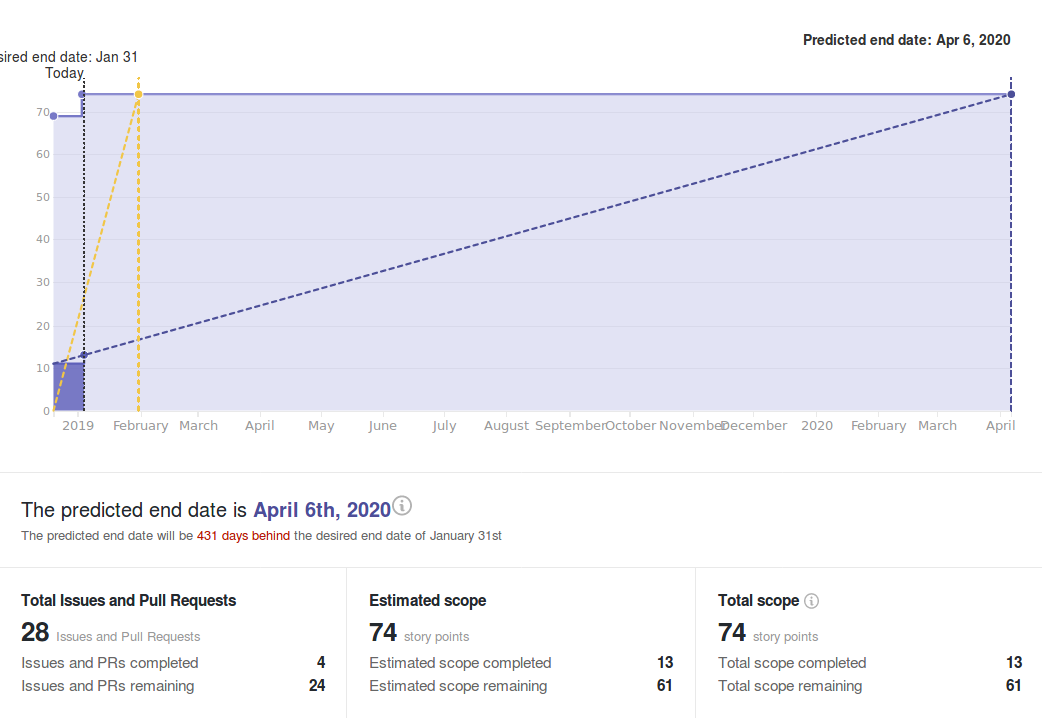 Predicted end date: Apr 6, 2020
sired end date: Jan 31
Today
70
60
50
40
30
20
10
0
2019 February March April May June July August September October November December 2020 February March April
The predicted end date is April 6th, 2020
The predicted end date will be 431 days behind the desired end date of January 31st
Total Issues and Pull Requests
28 Issues and Pull Requests
Issues and PRs completed 4
Issues and PRs remaining 24
Estimated scope
74 story points
Estimated scope completed 13
Estimated scope remaining 61
Total scope
74 story points
Total scope completed 13
Total scope remaining 61